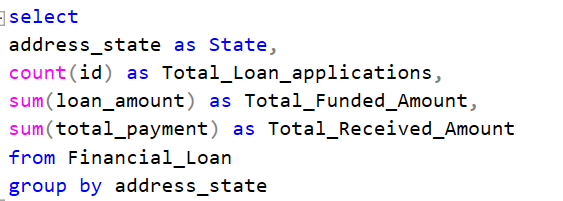 select
address_state as State,
count(id) as Total_Loan_applications,
sum(loan_amount) as Total_Funded_Amount,
sum(total_payment) as Total_Received_Amount
from Financial_Loan
group by address_state